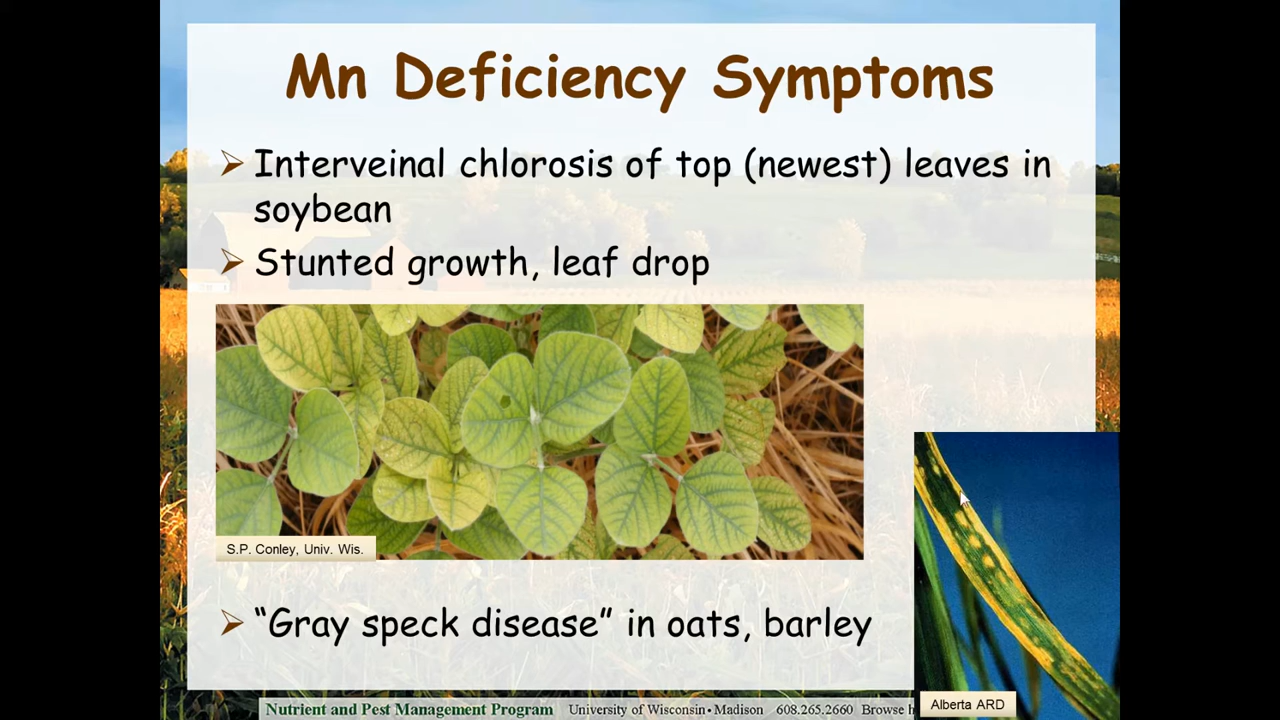 Mn Deficiency Symptoms
➢ Interveinal chlorosis of top (newest) leaves in
soybean
➢ Stunted growth, leaf drop
S.P. Conley, Univ. Wis.
➢ “Gray speck disease” in oats, barley
Alberta ARD
Nutrient and Pest Management Program University of Wisconsin•Madison 608.265.2660 Browse